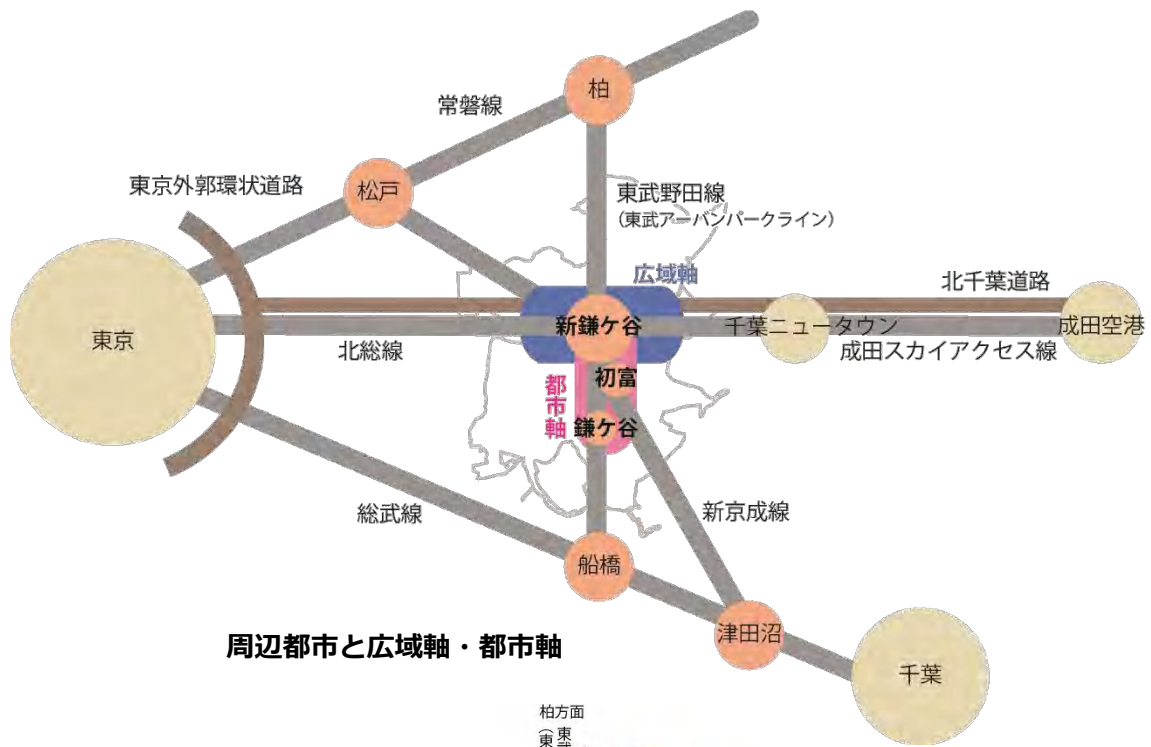 柏
常磐線
東京外郭環状道路
松戸
東武野田線
(東武アーバンパークライン)
広域軸
北千葉道路
東京
新鎌ケ谷
千葉ニュータウン
成田空港
北総線
成田スカイアクセス線
初富
都市軸
鎌ケ谷
総武線
新京成線
船橋
津田沼
周辺都市と広域軸・都市軸
千葉
柏方面
(東
東